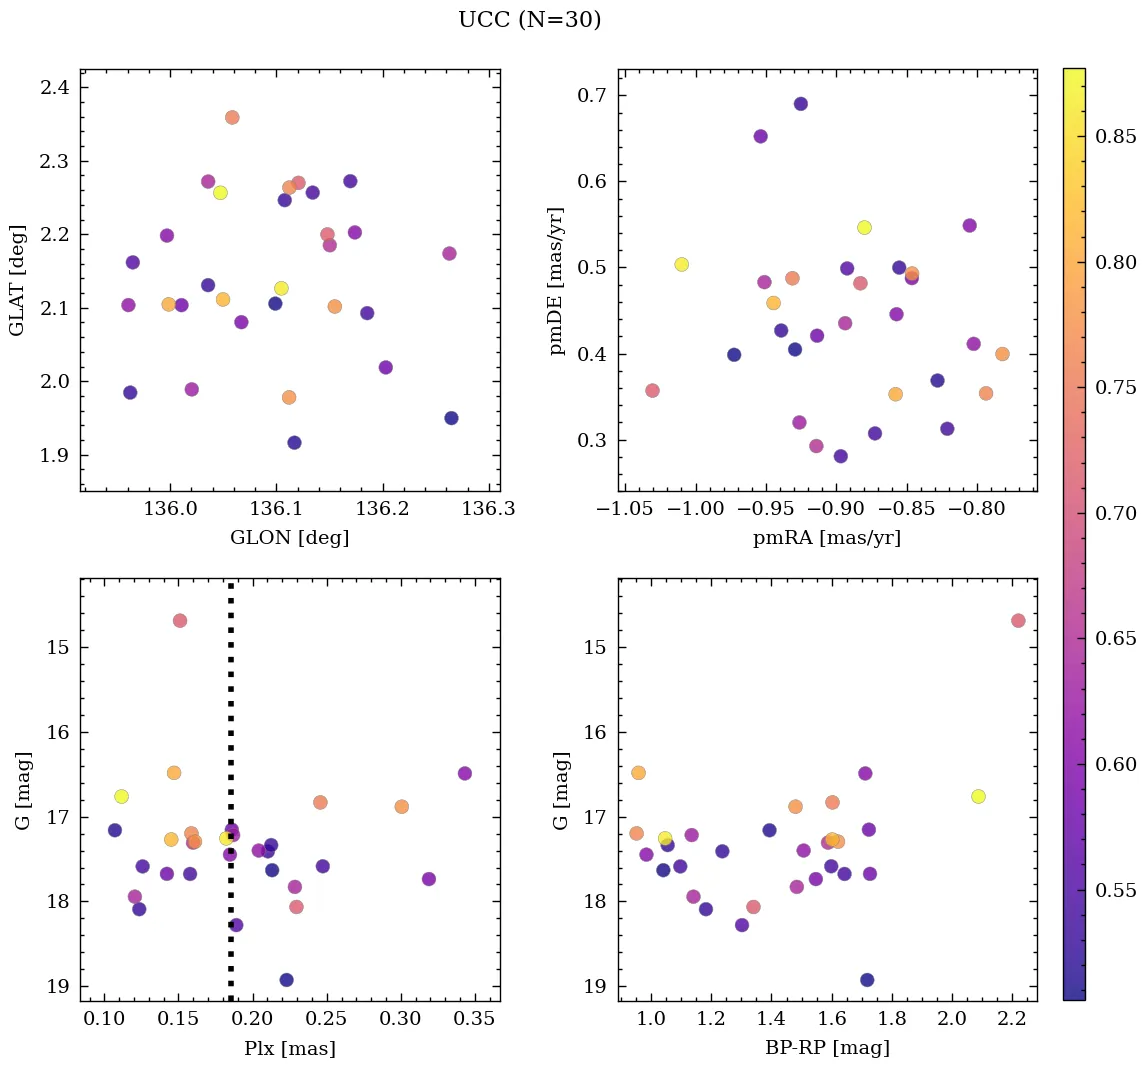 UCC (N=30)
2.4
2.3
2.2
2.1
2.0
1.9
GLAT [deg]
136.0 136.1 136.2 136.3
GLON [deg]
0.7
0.6
0.5
0.4
0.3
pmDE [mas/yr]
−1.05 −1.00 −0.95 −0.90 −0.85 −0.80
pmRA [mas/yr]
15
16
17
18
19
G [mag]
0.10 0.15 0.20 0.25 0.30 0.35
Plx [mas]
15
16
17
18
19
G [mag]
1.0 1.2 1.4 1.6 1.8 2.0 2.2
BP-RP [mag]
0.85
0.80
0.75
0.70
0.65
0.60
0.55